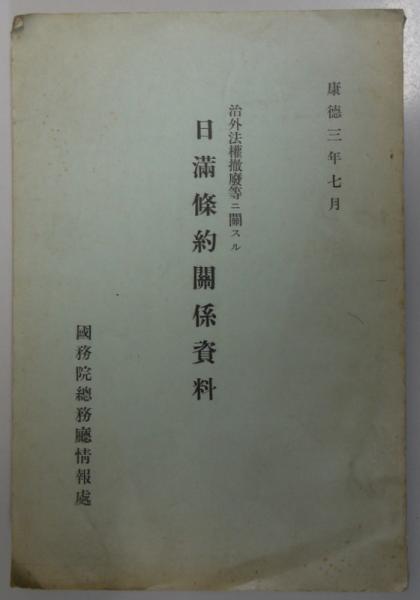 康德三年七月
治外法權撤廢等ニ關スル
日滿條約關係資料
國務院總務廳情報處